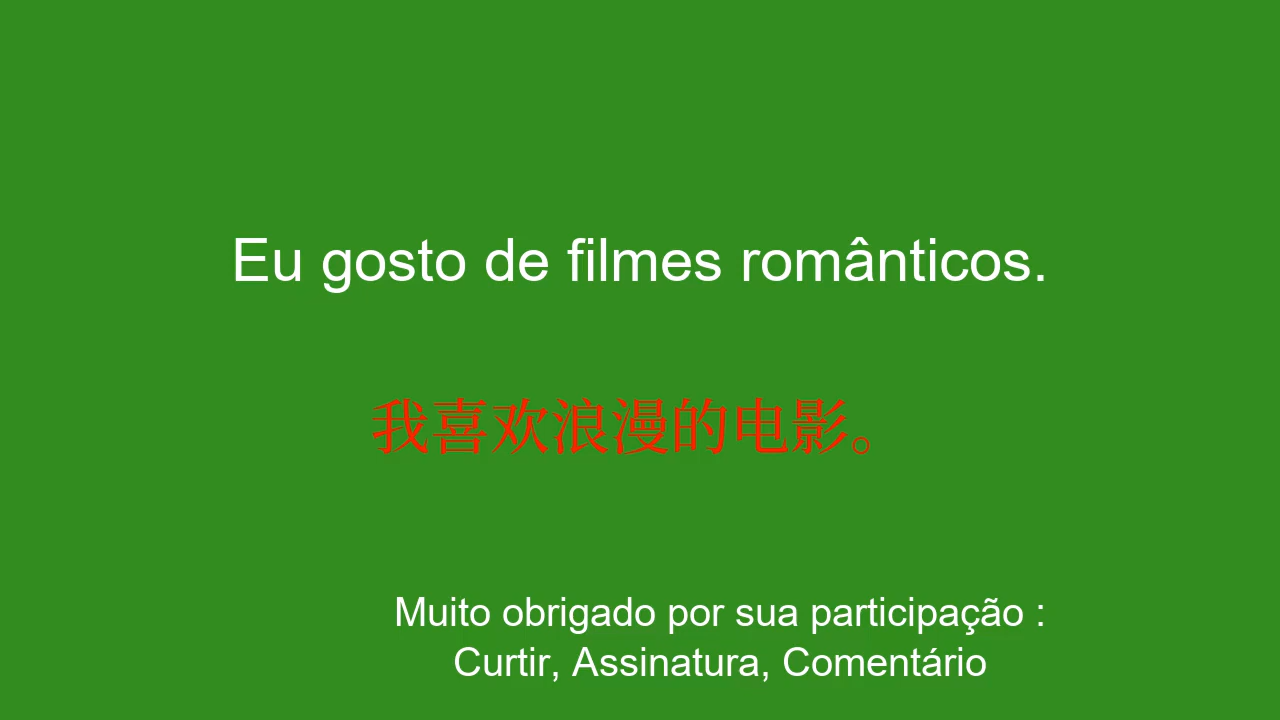 Eu gosto de filmes românticos.
我喜欢浪漫的电影。
Muito obrigado por sua participação :
Curtir, Assinatura, Comentário